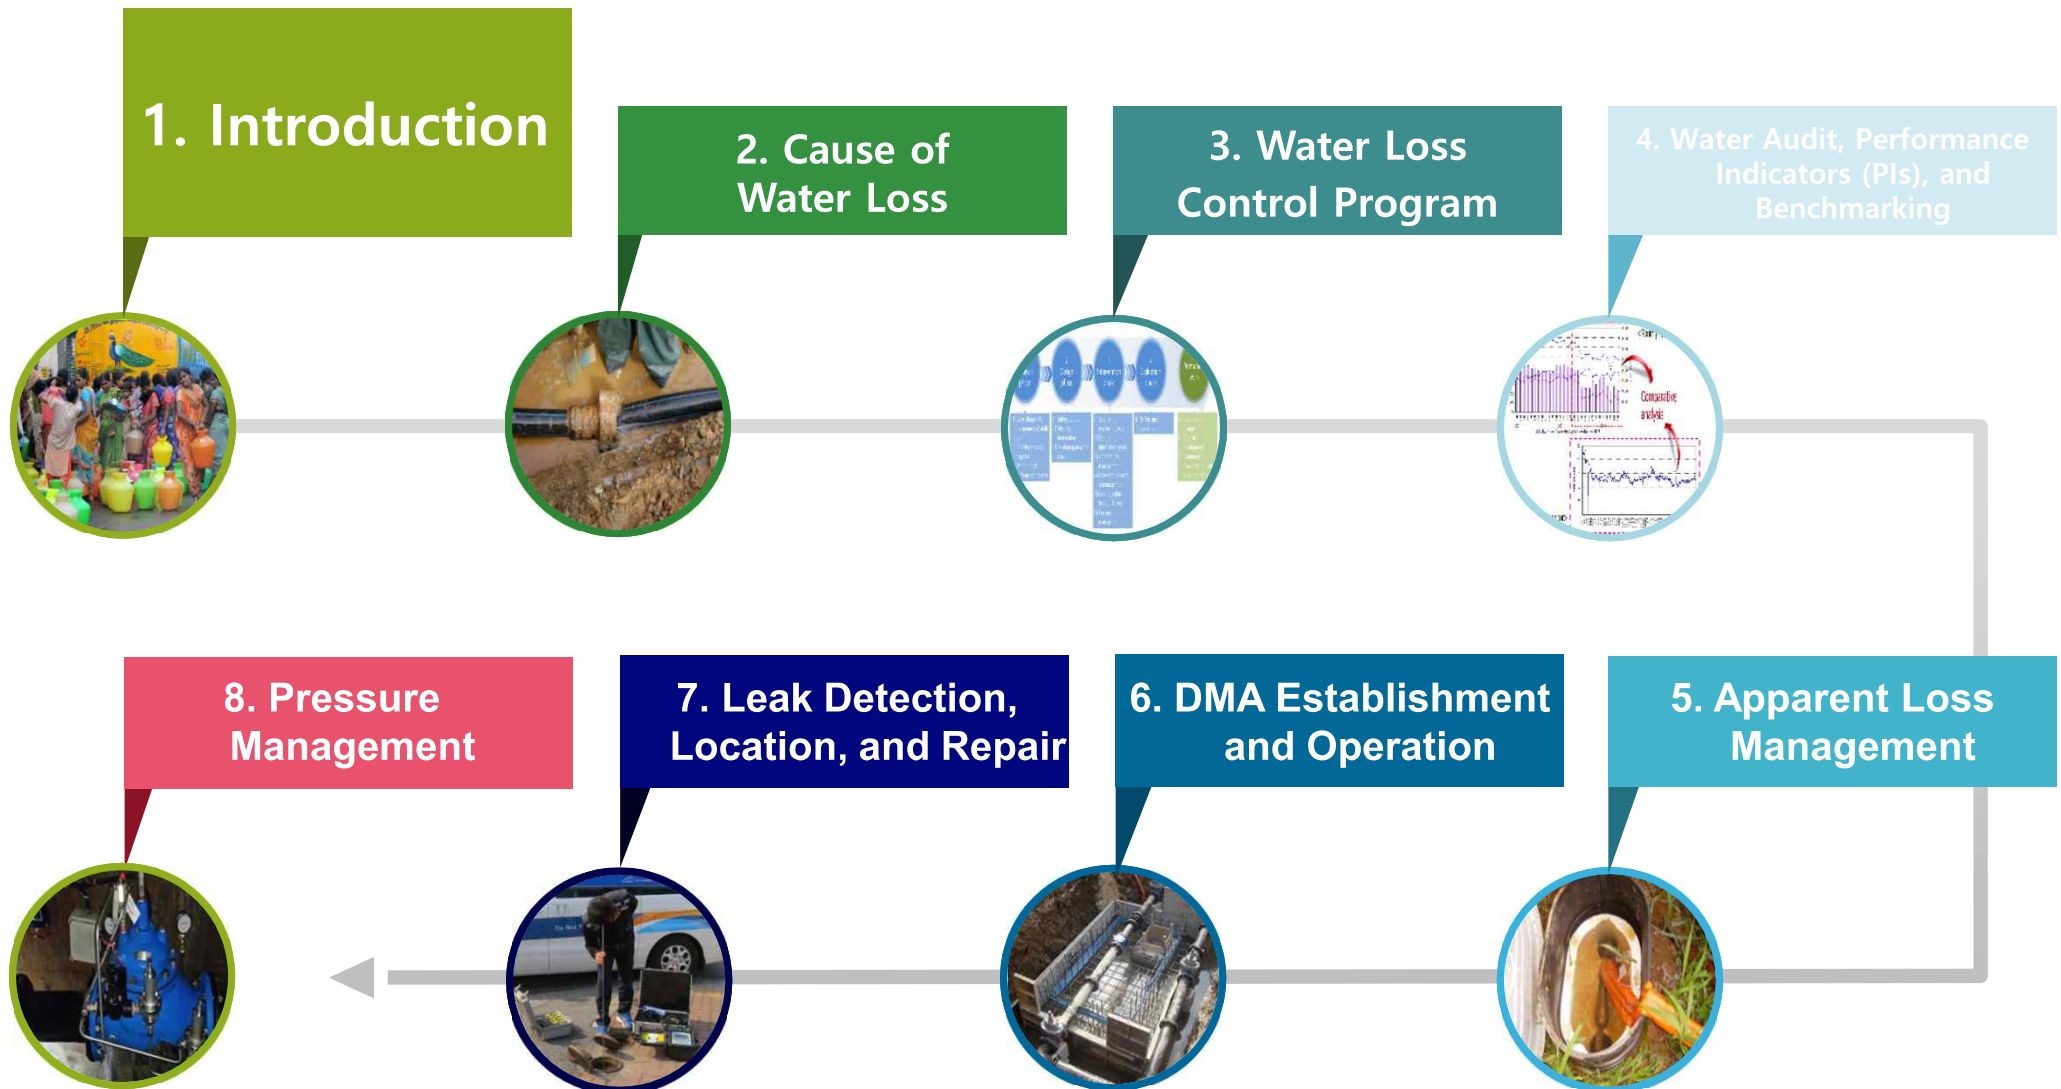 1. Introduction
2. Cause of
Water Loss
3. Water Loss
Control Program
4. Water Audit, Performance
Indicators (PIs), and
Benchmarking
Comparative
analysis
8. Pressure
Management
7. Leak Detection,
Location, and Repair
6. DMA Establishment
and Operation
5. Apparent Loss
Management